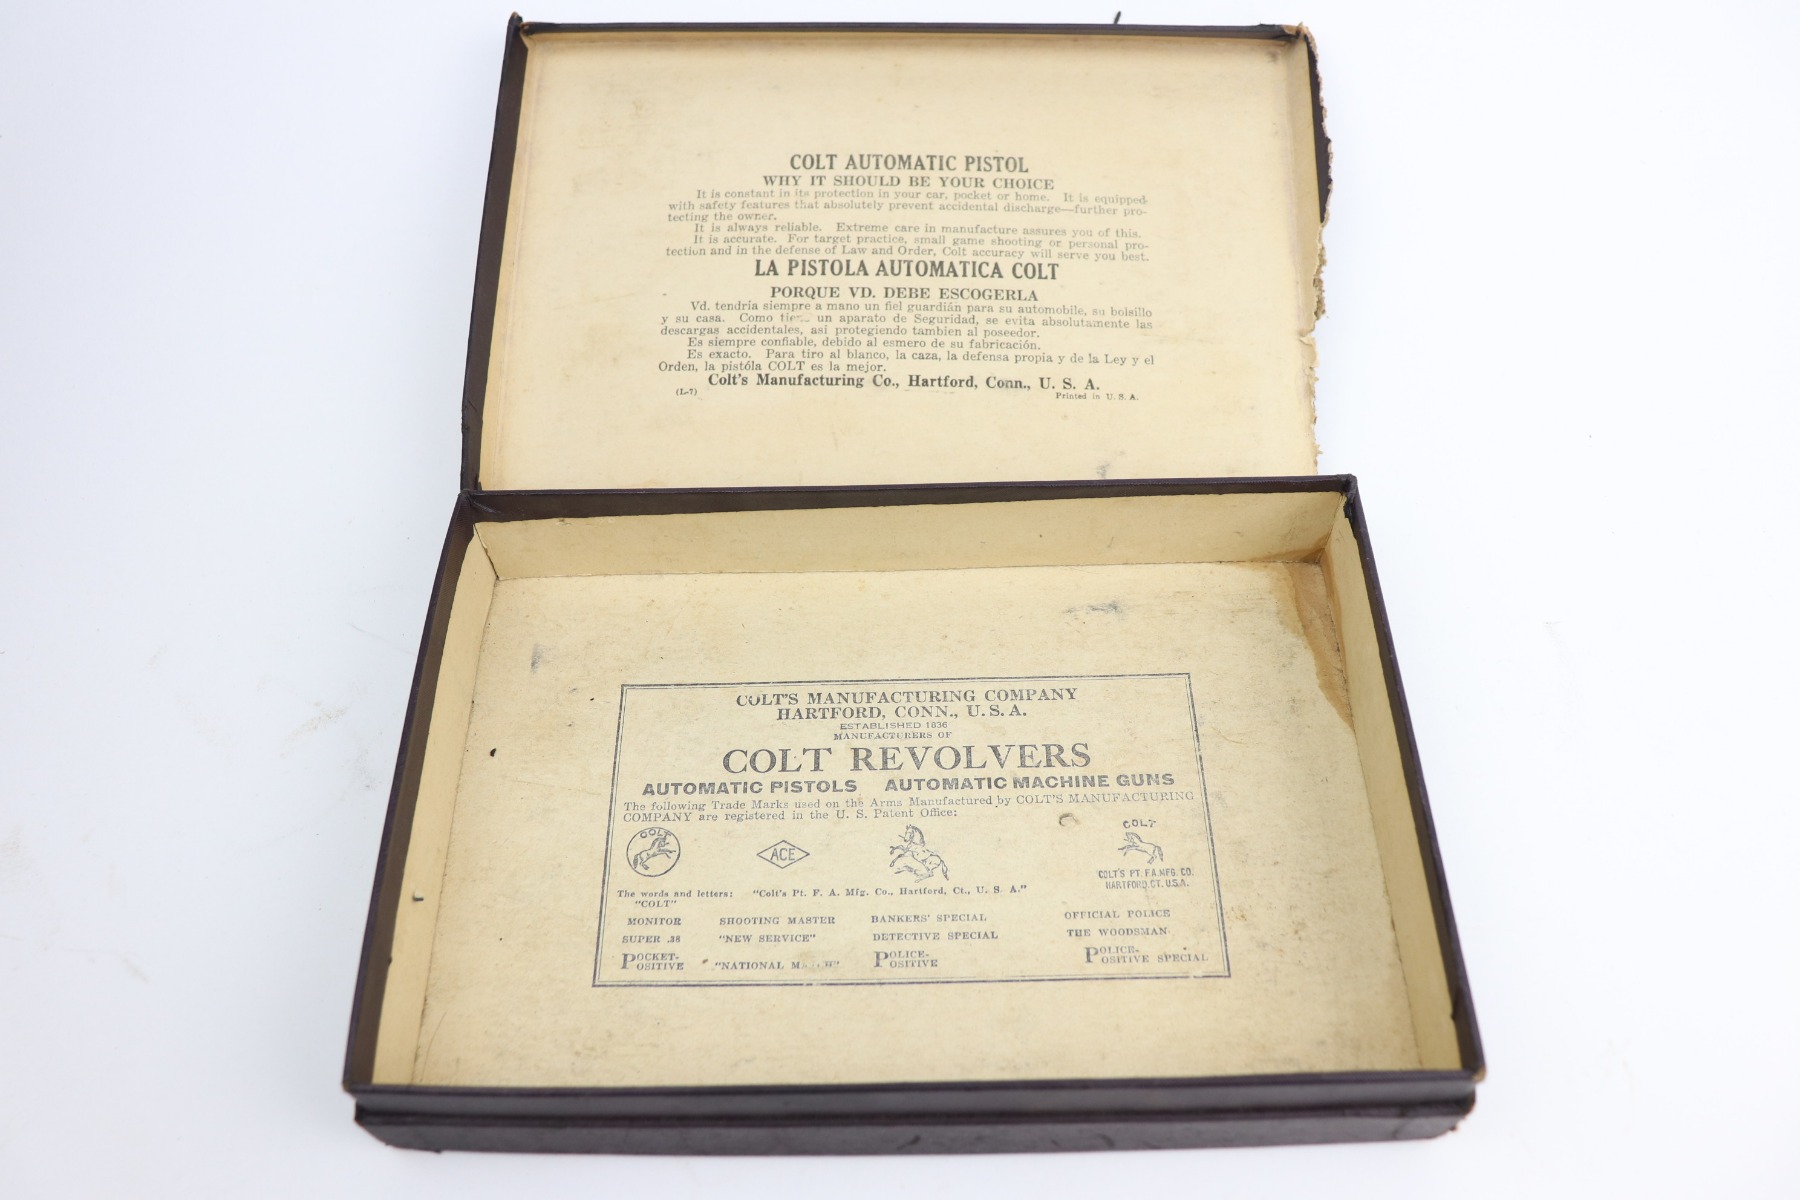 COLT AUTOMATIC PISTOL
WHY IT SHOULD BE YOUR CHOICE
It is constant in its protection in your car, pocket or home. It is equipped
with safety features that absolutely prevent accidental discharge—further pro-
tecting the owner.
It is always reliable. Extreme care in manufacture assures you of this.
It is accurate. For target practice, small game shooting or personal pro-
tection and in the defense of Law and Order, Colt accuracy will serve you best.
LA PISTOLA AUTOMATICA COLT
PORQUE VD. DEBE ESCOGERLA
Vd. tendria siempre a mano un fiel guardián para su automobile, su bolsillo
y su casa. Como un aparato de Seguridad, se evita absolutamente las
descargas accidentales, asi protegiendo tambien al poseedor.
Es siempre confiable, debido al esmero de su fabricación.
Es exacto. Para tiro al blanco, la caza, la defensa propia y de la Ley y el
Orden, la pistóla COLT es la mejor.
Colt's Manufacturing Co., Hartford, Conn., U. S. A.
(L-7) Printed in U. S. A.
COLT'S MANUFACTURING COMPANY
HARTFORD, CONN., U. S. A.
ESTABLISHED 1836
MANUFACTURERS OF
COLT REVOLVERS
AUTOMATIC PISTOLS AUTOMATIC MACHINE GUNS
The following Trade Marks used on the Arms Manufactured by COLT'S MANUFACTURING
COMPANY are registered in the U. S. Patent Office:
COLT ACE COLT
COLT'S PT. F.A. MFG. CO.
HARTFORD, CT. U.S.A.
The words and letters: "Colt's Pt. F. A. Mfg. Co., Hartford, Ct., U. S. A."
"COLT"
MONITOR SHOOTING MASTER BANKERS' SPECIAL OFFICIAL POLICE
SUPER .38 "NEW SERVICE" DETECTIVE SPECIAL THE WOODSMAN
POCKET- "NATIONAL POLICE- POLICE-
POSITIVE POSITIVE POSITIVE SPECIAL